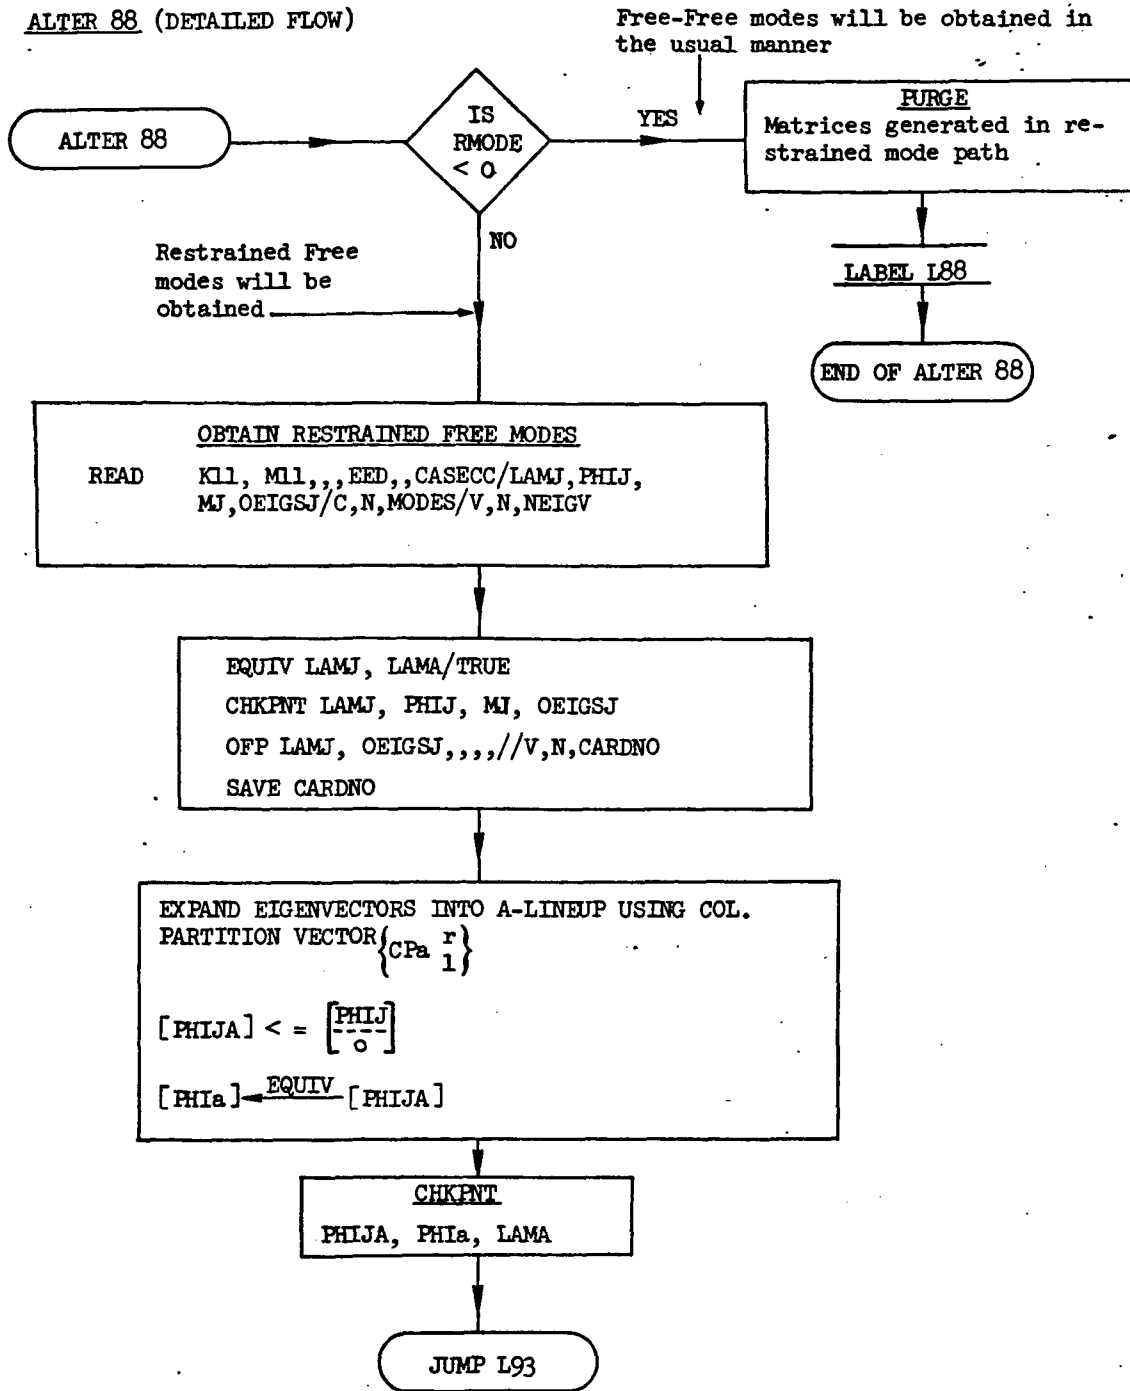 ALTER 88 (DETAILED FLOW)
Free-Free modes will be obtained in
the usual manner
ALTER 88
IS
RMODE
< 0
YES
PURGE
Matrices generated in re-
strained mode path
NO
Restrained Free
modes will be
obtained
LABEL L88
END OF ALTER 88
OBTAIN RESTRAINED FREE MODES
READ K11, M11,,,EED,,CASECC/LAMJ,PHIJ,
MJ,OEIGSJ/C,N,MODES/V,N,NEIGV
EQUIV LAMJ, LAMA/TRUE
CHKPNT LAMJ, PHIJ, MJ, OEIGSJ
OFP LAMJ, OEIGSJ,,,,//V,N,CARDNO
SAVE CARDNO
EXPAND EIGENVECTORS INTO A-LINEUP USING COL.
PARTITION VECTOR {CPa r
1}
[PHIJA] < = [PHIJ
0]
[PHIa] EQUIV [PHIJA]
CHKPNT
PHIJA, PHIa, LAMA
JUMP L93